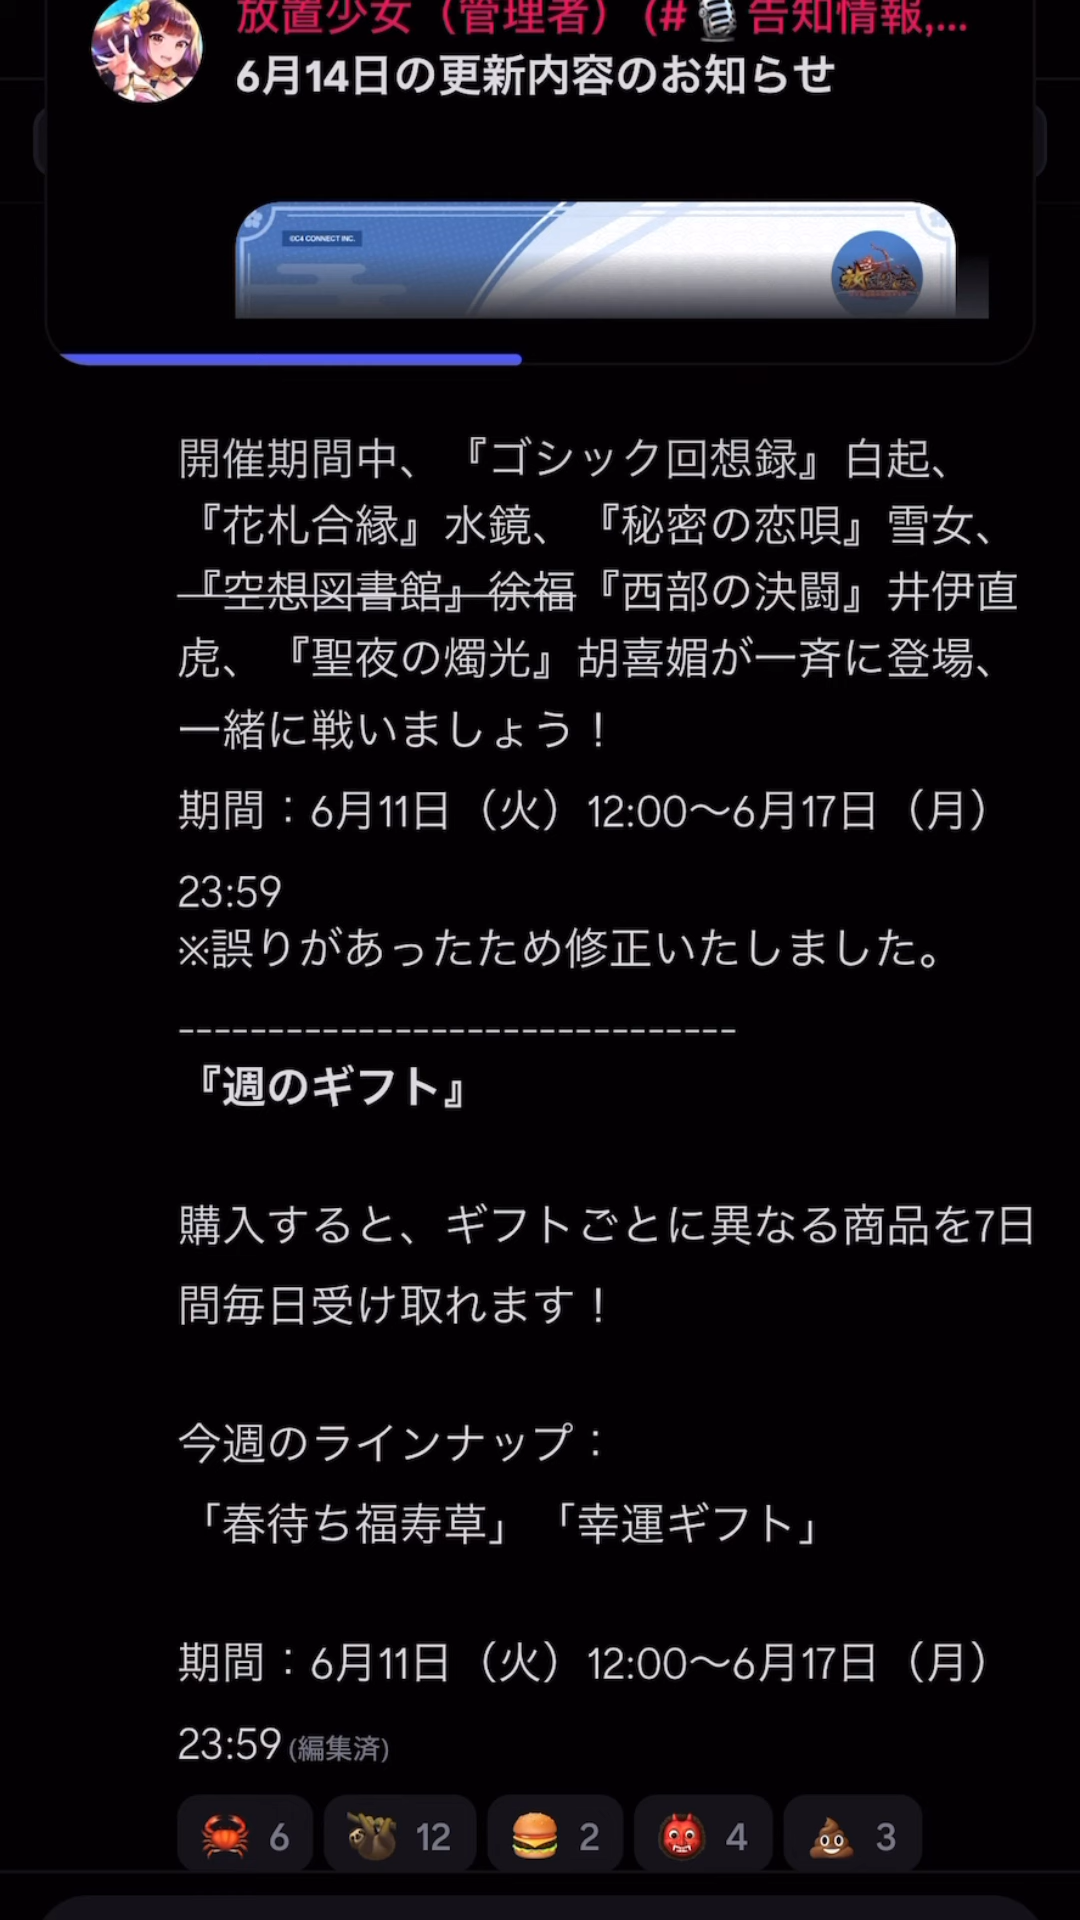 放置少女（管理者）(#🎙️告知情報,...
6月14日の更新内容のお知らせ
©C4 CONNECT INC.
開催期間中、『ゴシック回想録』白起、
『花札合縁』水鏡、『秘密の恋唄』雪女、
『空想図書館』徐福『西部の決闘』井伊直
虎、『聖夜の燭光』胡喜媚が一斉に登場、
一緒に戦いましょう！
期間：6月11日（火）12:00～6月17日（月）
23:59
※誤りがあったため修正いたしました。
-------------------------------
『週のギフト』
購入すると、ギフトごとに異なる商品を7日
間毎日受け取れます！
今週のラインナップ：
「春待ち福寿草」「幸運ギフト」
期間：6月11日（火）12:00～6月17日（月）
23:59 (編集済)
🦀 6 🦥 12 🍔 2 👹 4 💩 3